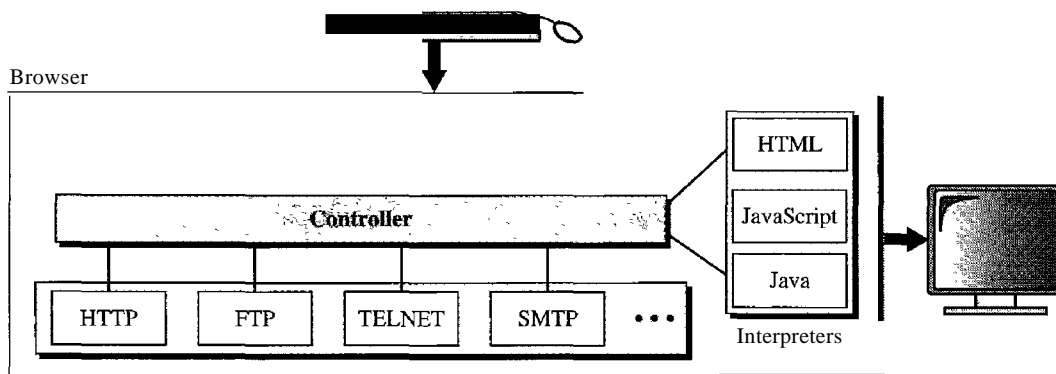 Browser
HTML
Controller
JavaScript
Java
HTTP
FTP
TELNET
SMTP
•••
Interpreters